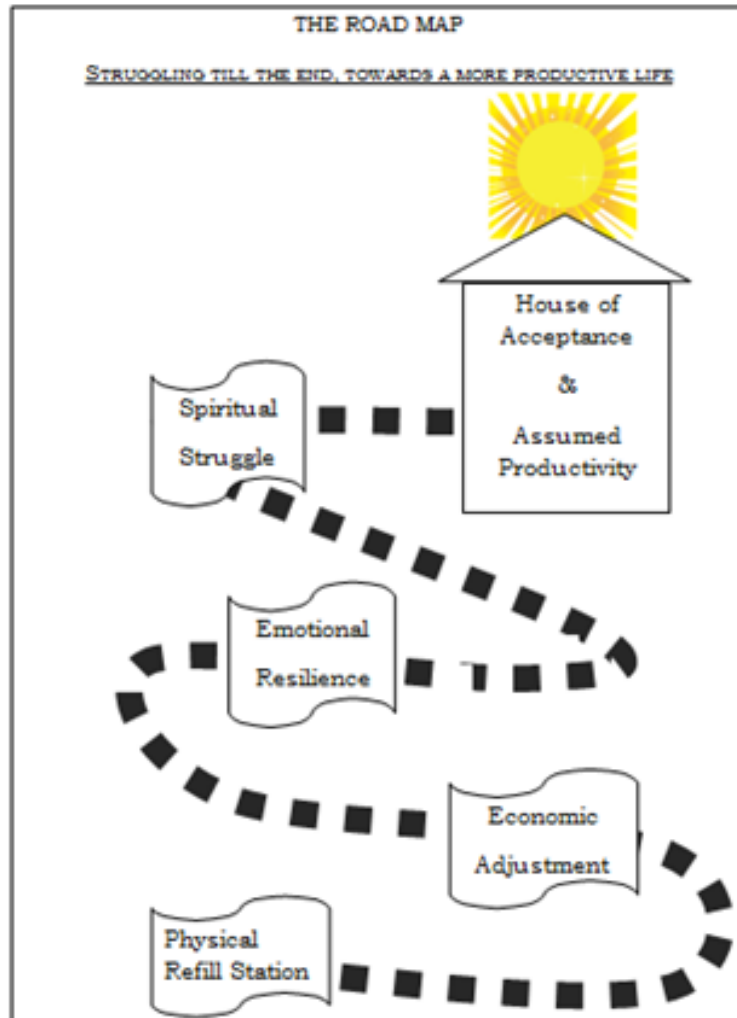 THE ROAD MAP
STRUGGLING TILL THE END, TOWARDS A MORE PRODUCTIVE LIFE
House of
Acceptance
&
Assumed
Productivity
Spiritual
Struggle
Emotional
Resilience
Economic
Adjustment
Physical
Refill Station